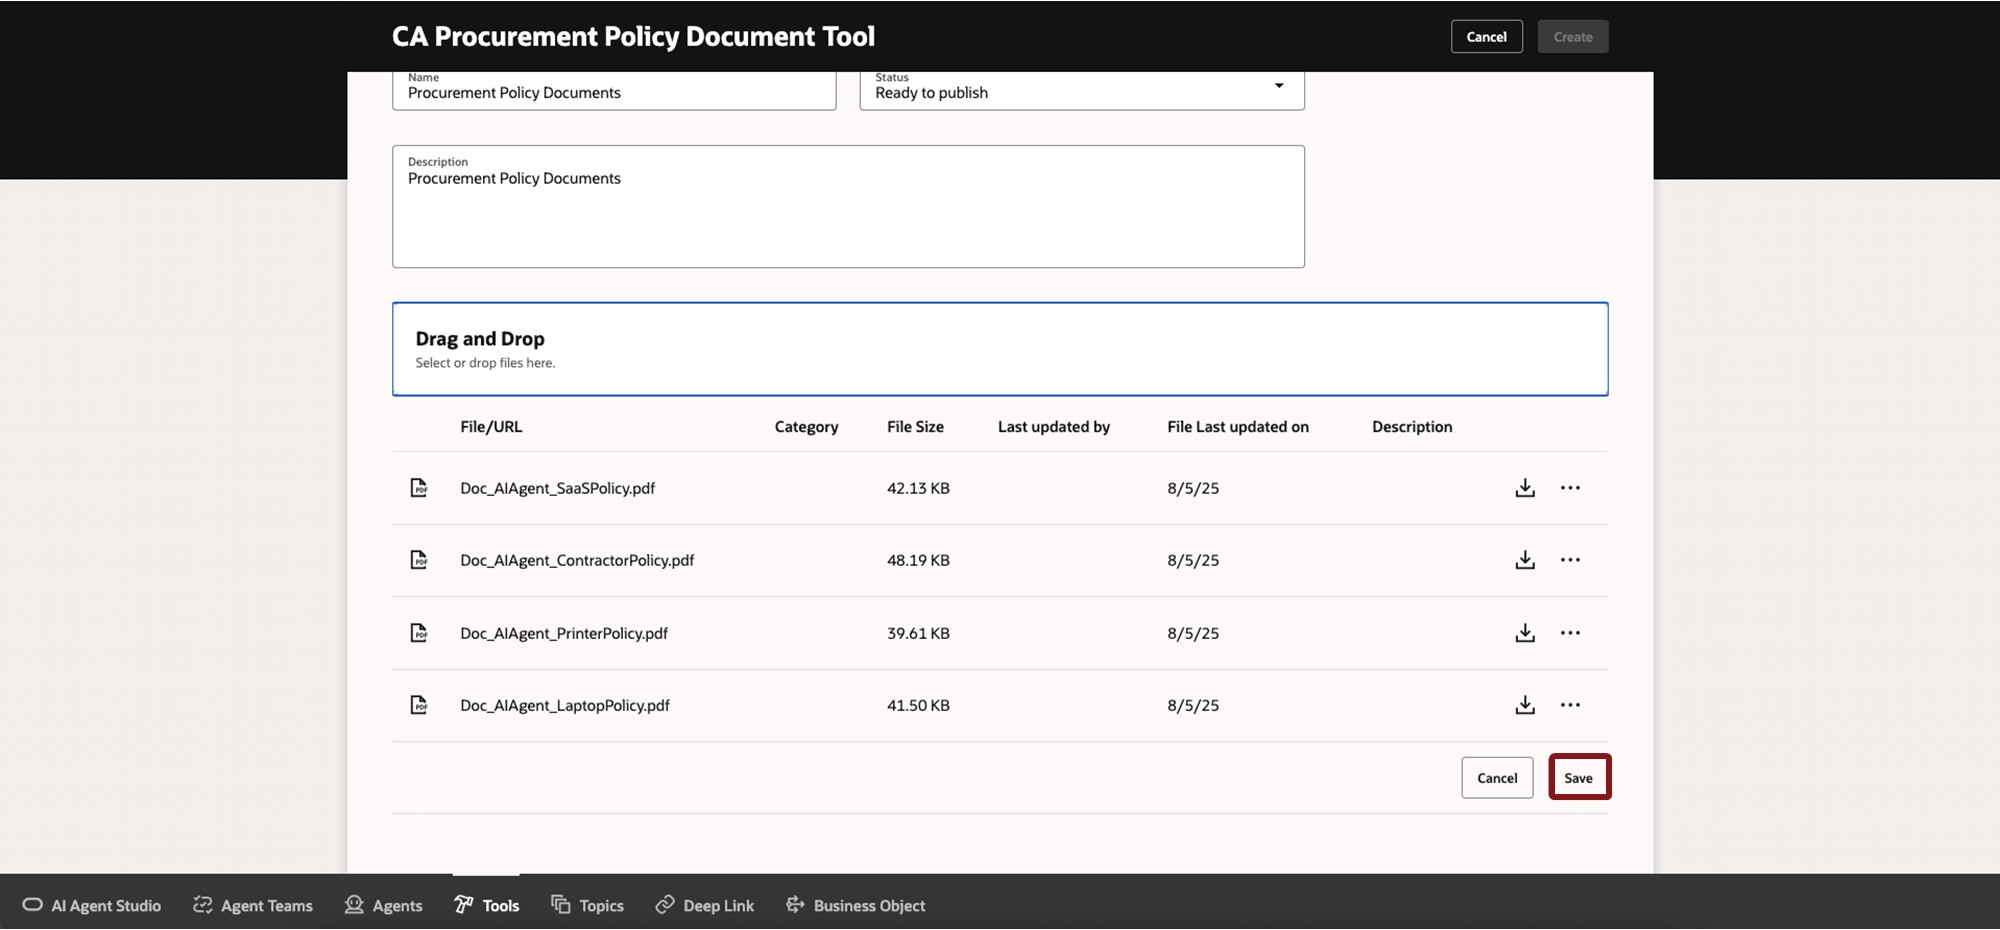 CA Procurement Policy Document Tool
Cancel
Create
Name
Procurement Policy Documents
Status
Ready to publish
Description
Procurement Policy Documents
Drag and Drop
Select or drop files here.
File/URL Category File Size Last updated by File Last updated on Description
PDF Doc_AIAgent_SaaSPolicy.pdf 42.13 KB 8/5/25
PDF Doc_AIAgent_ContractorPolicy.pdf 48.19 KB 8/5/25
PDF Doc_AIAgent_PrinterPolicy.pdf 39.61 KB 8/5/25
PDF Doc_AIAgent_LaptopPolicy.pdf 41.50 KB 8/5/25
Cancel
Save
AI Agent Studio Agent Teams Agents Tools Topics Deep Link Business Object